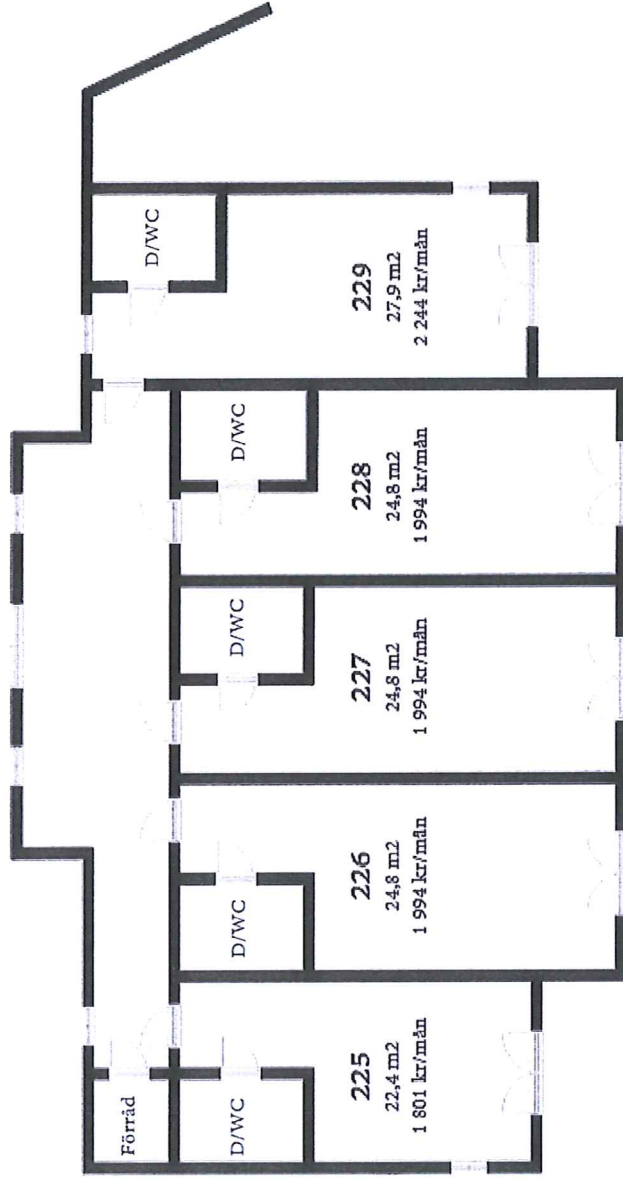 Förråd
D/WC
225
22,4 m2
1 801 kr/mån
D/WC
226
24,8 m2
1 994 kr/mån
D/WC
227
24,8 m2
1 994 kr/mån
D/WC
228
24,8 m2
1 994 kr/mån
D/WC
229
27,9 m2
2 244 kr/mån